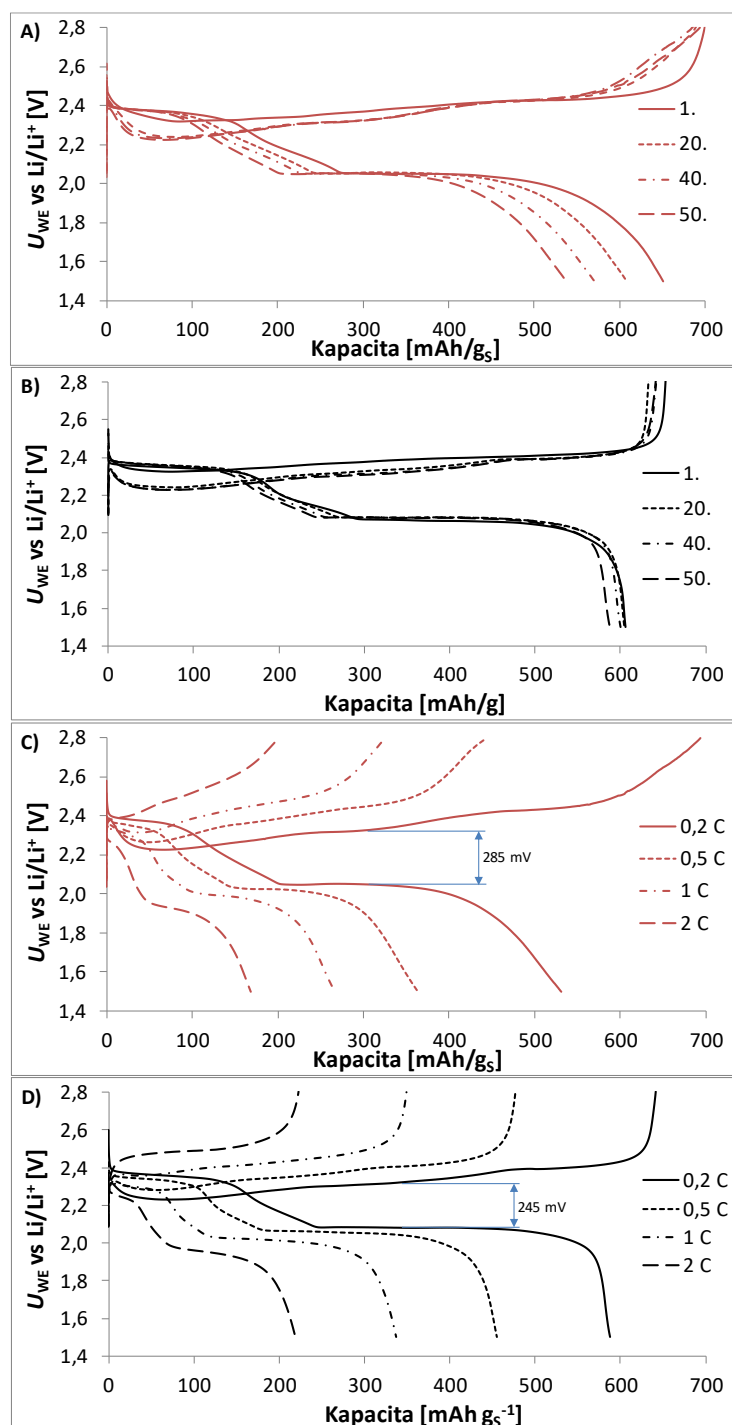 A)
U_WE vs Li/Li⁺ [V]
2,8
2,6
2,4
2,2
2,0
1,8
1,6
1,4
1.
20.
40.
50.
0 100 200 300 400 500 600 700
Kapacita [mAh/g_S]
B)
U_WE vs Li/Li⁺ [V]
2,8
2,6
2,4
2,2
2,0
1,8
1,6
1,4
1.
20.
40.
50.
0 100 200 300 400 500 600 700
Kapacita [mAh/g]
C)
U_WE vs Li/Li⁺ [V]
2,8
2,6
2,4
2,2
2,0
1,8
1,6
1,4
285 mV
0,2 C
0,5 C
1 C
2 C
0 100 200 300 400 500 600 700
Kapacita [mAh/g_S]
D)
U_WE vs Li/Li⁺ [V]
2,8
2,6
2,4
2,2
2,0
1,8
1,6
1,4
245 mV
0,2 C
0,5 C
1 C
2 C
0 100 200 300 400 500 600 700
Kapacita [mAh g_S⁻¹]